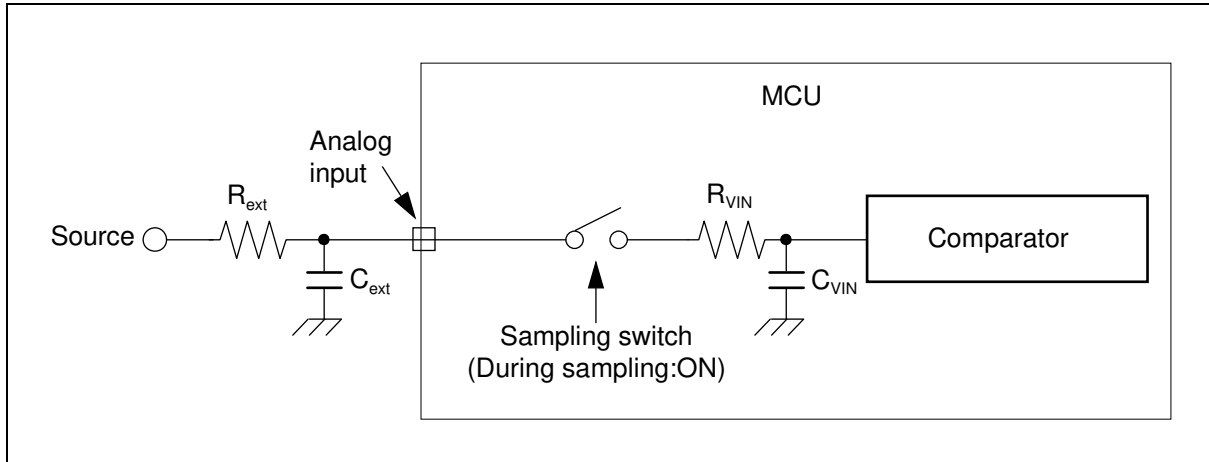 MCU
Analog
input
Rext
RVIN
Source
Comparator
Cext
CVIN
Sampling switch
(During sampling:ON)